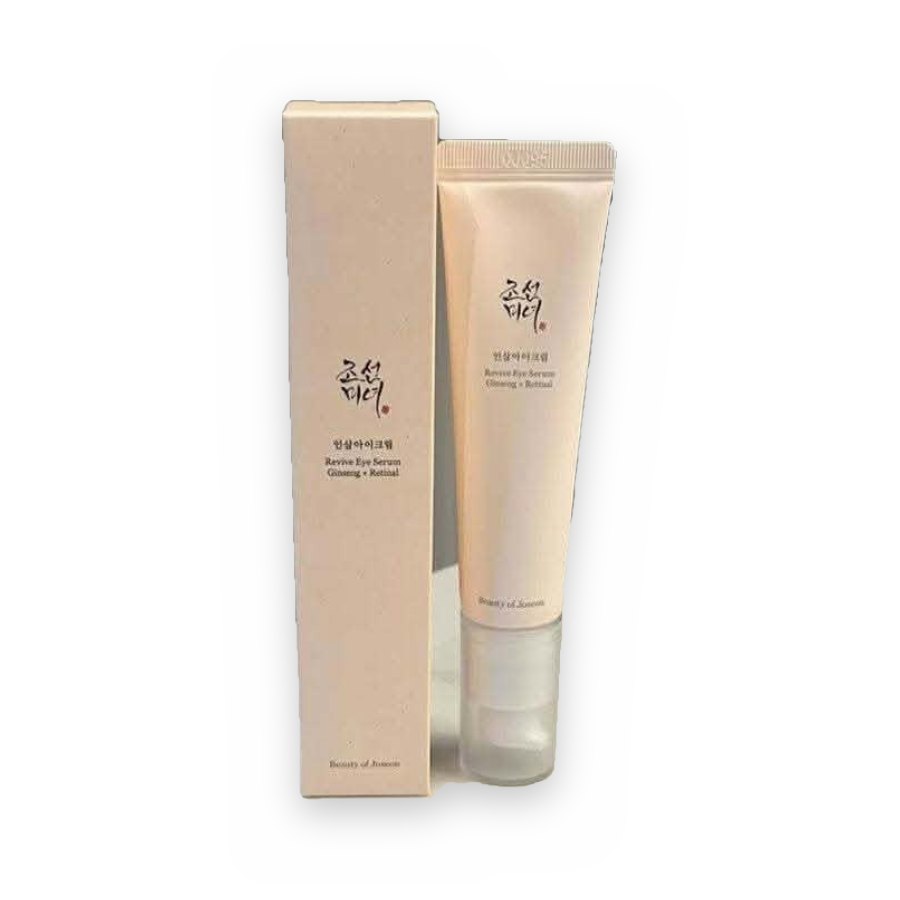 조선
미녀
인삼아이크림
Revive Eye Serum
Ginseng + Retinal
Beauty of Joseon
조선
미녀
인삼아이크림
Revive Eye Serum
Ginseng + Retinal
Beauty of Joseon